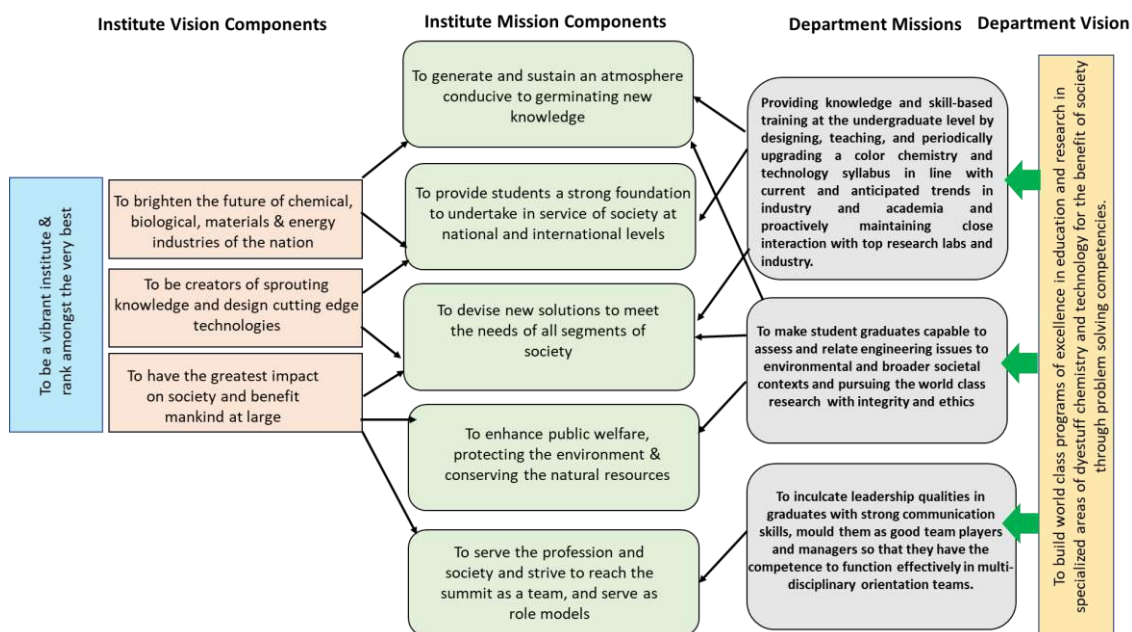 Institute Vision Components
Institute Mission Components
Department Missions
Department Vision
To be a vibrant institute &
rank amongst the very best
To brighten the future of chemical,
biological, materials & energy
industries of the nation
To be creators of sprouting
knowledge and design cutting edge
technologies
To have the greatest impact
on society and benefit
mankind at large
To generate and sustain an atmosphere
conducive to germinating new
knowledge
To provide students a strong foundation
to undertake in service of society at
national and international levels
To devise new solutions to meet
the needs of all segments of
society
To enhance public welfare,
protecting the environment &
conserving the natural resources
To serve the profession and
society and strive to reach the
summit as a team, and serve as
role models
Providing knowledge and skill-based
training at the undergraduate level by
designing, teaching, and periodically
upgrading a color chemistry and
technology syllabus in line with
current and anticipated trends in
industry and academia and
proactively maintaining close
interaction with top research labs and
industry.
To make student graduates capable to
assess and relate engineering issues to
environmental and broader societal
contexts and pursuing the world class
research with integrity and ethics
To inculcate leadership qualities in
graduates with strong communication
skills, mould them as good team players
and managers so that they have the
competence to function effectively in multi-
disciplinary orientation teams.
To build world class programs of excellence in education and research in
specialized areas of dyestuff chemistry and technology for the benefit of society
through problem solving competencies.